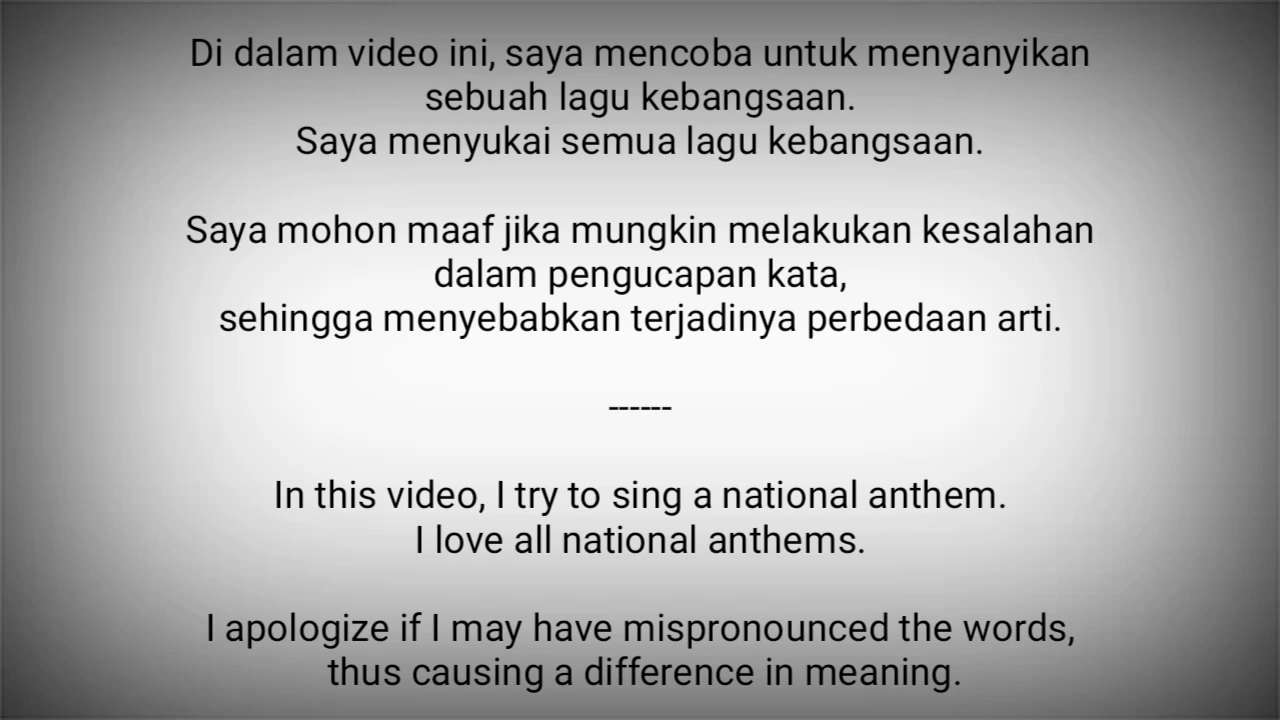 Di dalam video ini, saya mencoba untuk menyanyikan
sebuah lagu kebangsaan.
Saya menyukai semua lagu kebangsaan.
Saya mohon maaf jika mungkin melakukan kesalahan
dalam pengucapan kata,
sehingga menyebabkan terjadinya perbedaan arti.
------
In this video, I try to sing a national anthem.
I love all national anthems.
I apologize if I may have mispronounced the words,
thus causing a difference in meaning.